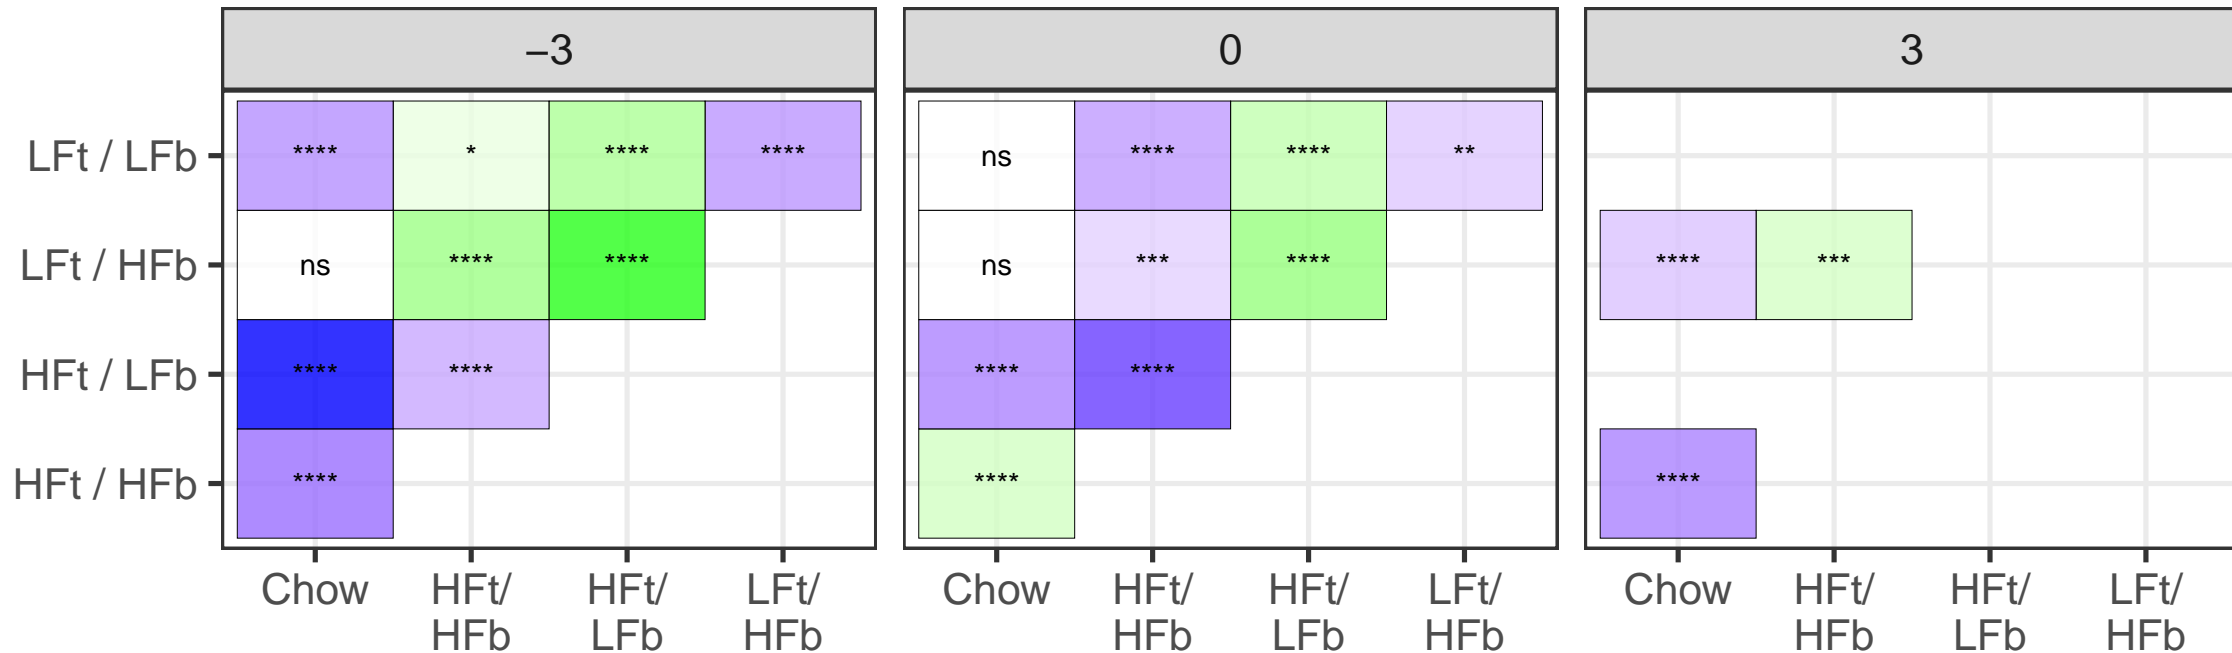 −3 0 3
LFt / LFb **** * **** **** ns **** **** **
LFt / HFb ns **** **** ns *** **** **** ***
HFt / LFb **** **** **** ****
HFt / HFb **** **** ****
Chow HFt/ HFt/ LFt/ Chow HFt/ HFt/ LFt/ Chow HFt/ HFt/ LFt/
HFb LFb HFb HFb LFb HFb HFb LFb HFb